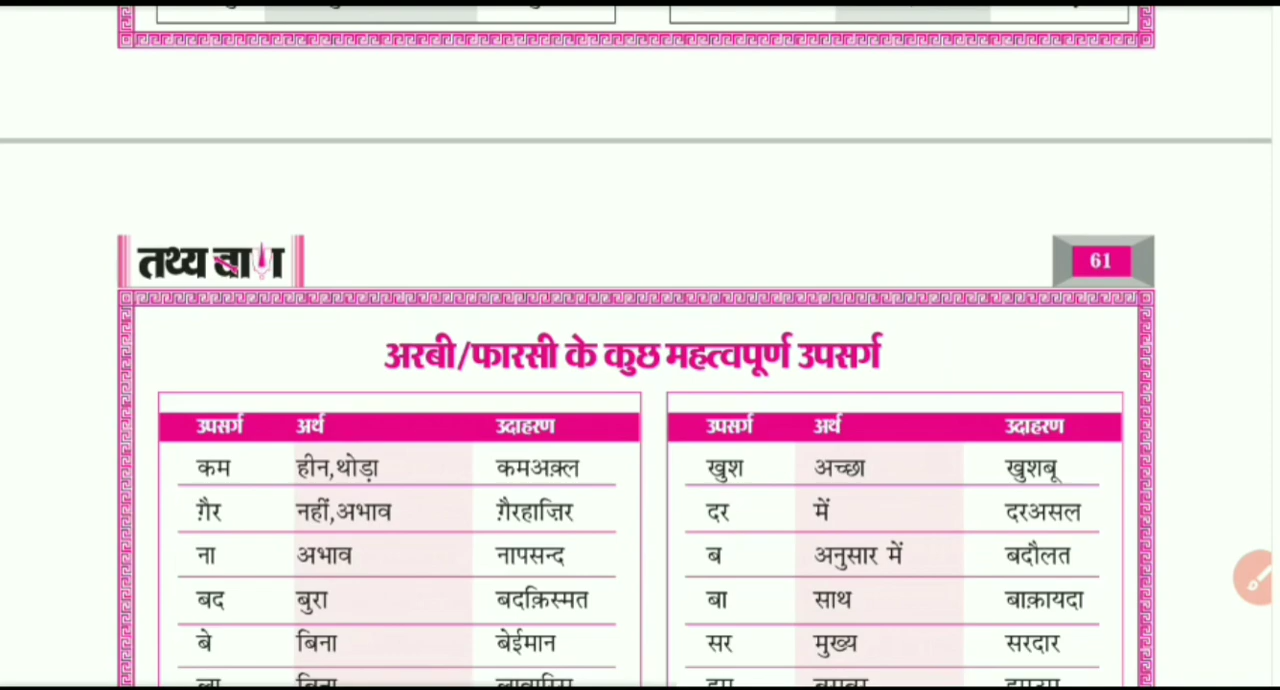 तथ्य बाण
61
अरबी/फारसी के कुछ महत्वपूर्ण उपसर्ग
उपसर्ग अर्थ उदाहरण
कम हीन,थोड़ा कमअक़्ल
ग़ैर नहीं,अभाव ग़ैरहाज़िर
ना अभाव नापसन्द
बद बुरा बदक़िस्मत
बे बिना बेईमान
उपसर्ग अर्थ उदाहरण
खुश अच्छा खुशबू
दर में दरअसल
ब अनुसार में बदौलत
बा साथ बाक़ायदा
सर मुख्य सरदार